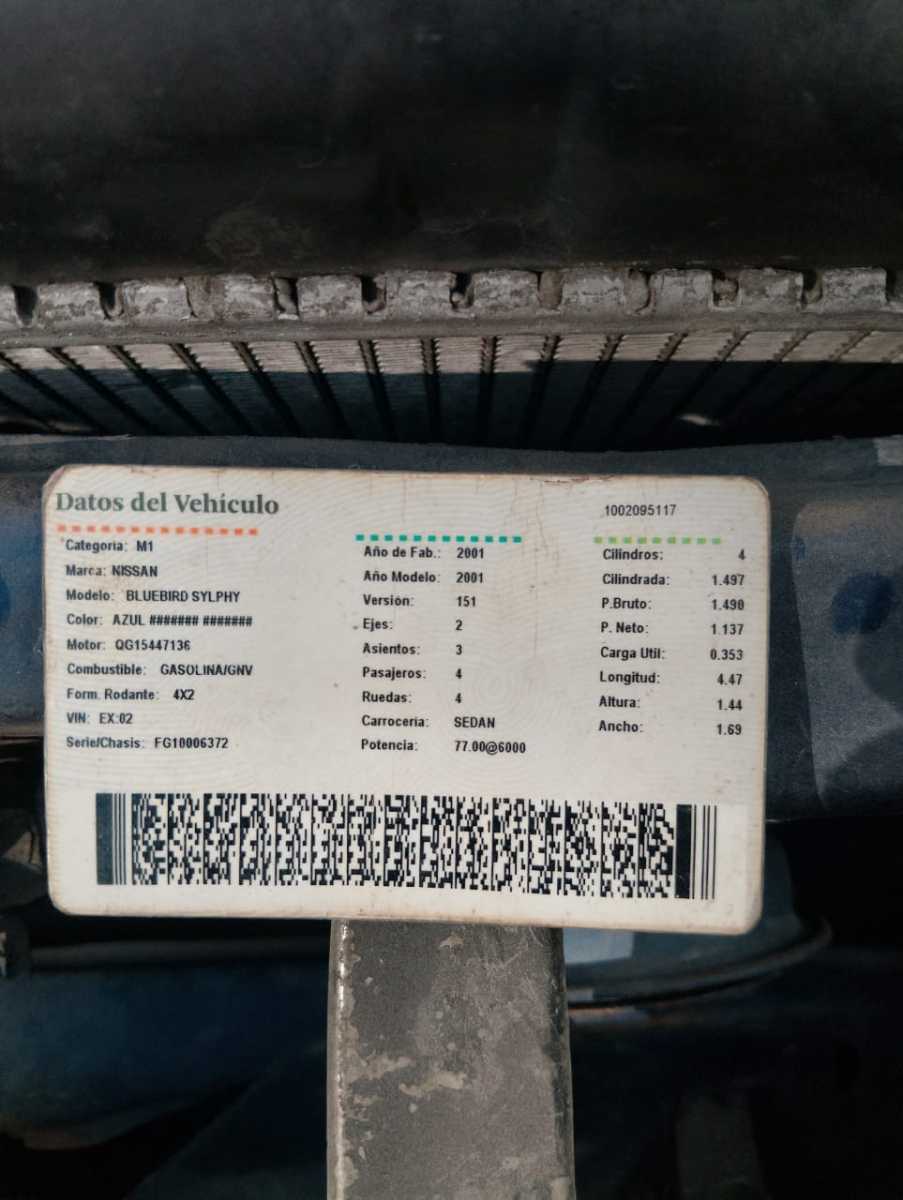 Datos del Vehículo
1002095117
Categoría: M1
Marca: NISSAN
Modelo: BLUEBIRD SYLPHY
Color: AZUL ####### #######
Motor: QG15447136
Combustible: GASOLINA/GNV
Form. Rodante: 4X2
VIN: EX:02
Serie/Chasis: FG10006372
Año de Fab.: 2001
Año Modelo: 2001
Versión: 151
Ejes: 2
Asientos: 3
Pasajeros: 4
Ruedas: 4
Carrocería: SEDAN
Potencia: 77.00@6000
Cilindros: 4
Cilindrada: 1.497
P.Bruto: 1.490
P. Neto: 1.137
Carga Util: 0.353
Longitud: 4.47
Altura: 1.44
Ancho: 1.69